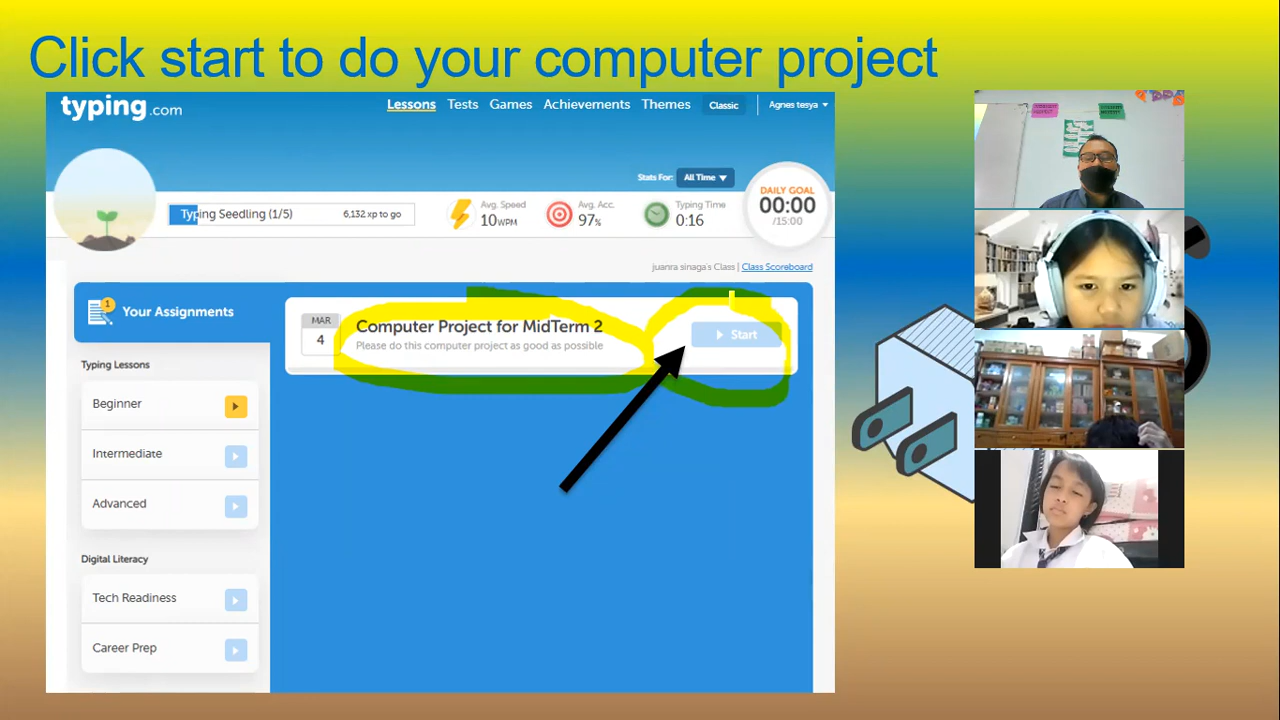 Click start to do your computer project
typing.com
Lessons Tests Games Achievements Themes Classic Agnes tesya
Stats For: All Time
Typing Seedling (1/5) 6,132 xp to go
Avg. Speed
10WPM
Avg. Acc.
97%
Typing Time
0:16
DAILY GOAL
00:00
/15:00
juanra sinaga's Class | Class Scoreboard
1
Your Assignments
MAR
4
Computer Project for MidTerm 2
Please do this computer project as good as possible
Start
Typing Lessons
Beginner
Intermediate
Advanced
Digital Literacy
Tech Readiness
Career Prep